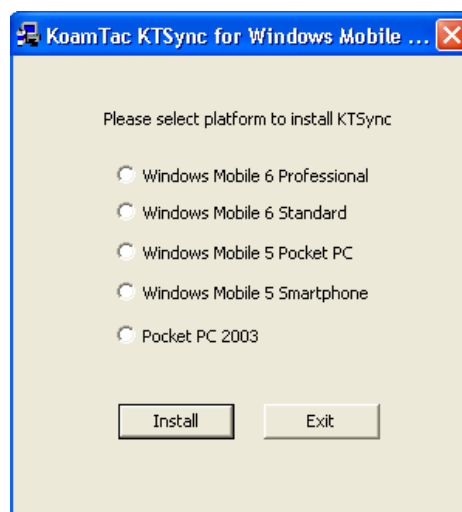 KoamTac KTSync for Windows Mobile ...
Please select platform to install KTSync
Windows Mobile 6 Professional
Windows Mobile 6 Standard
Windows Mobile 5 Pocket PC
Windows Mobile 5 Smartphone
Pocket PC 2003
Install Exit